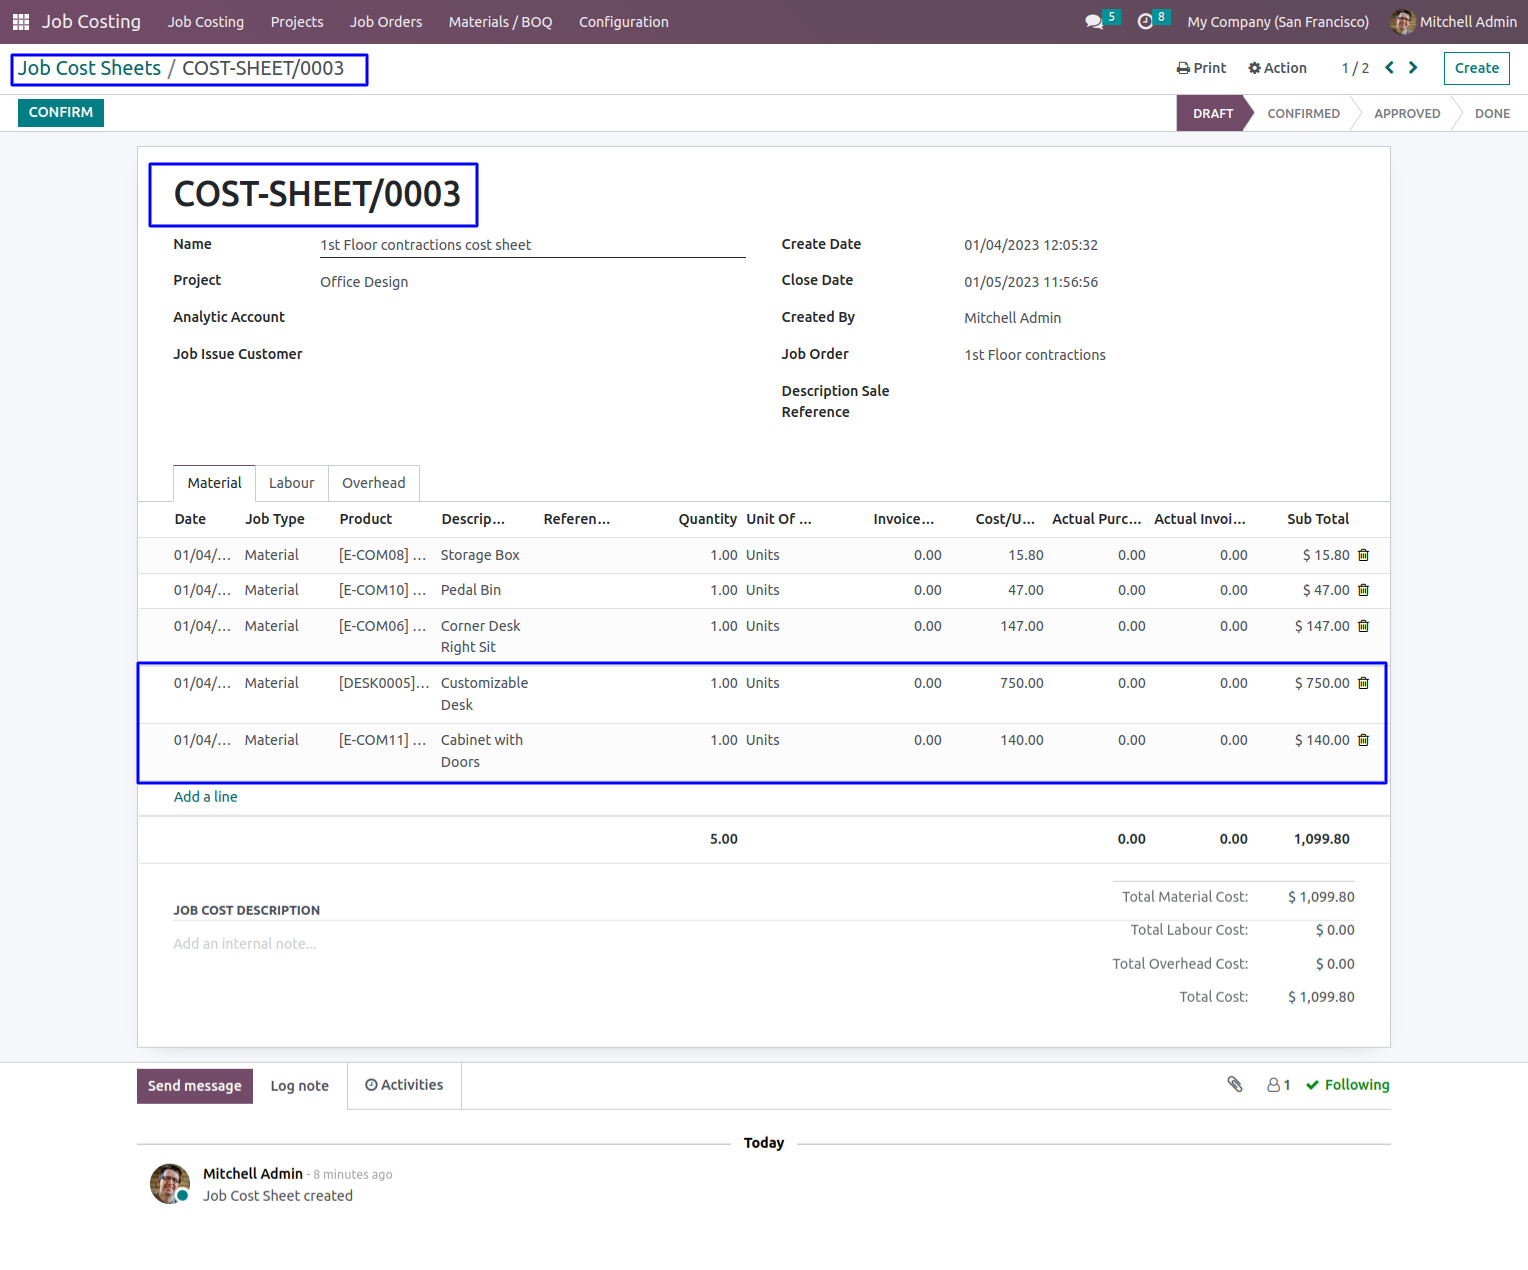 Job Costing Job Costing Projects Job Orders Materials / BOQ Configuration 5 8 My Company (San Francisco) Mitchell Admin
Job Cost Sheets / COST-SHEET/0003 Print Action 1 / 2 Create
CONFIRM DRAFT CONFIRMED APPROVED DONE
COST-SHEET/0003
Name 1st Floor contractions cost sheet Create Date 01/04/2023 12:05:32
Project Office Design Close Date 01/05/2023 11:56:56
Analytic Account Created By Mitchell Admin
Job Issue Customer Job Order 1st Floor contractions
Description Sale
Reference
Material Labour Overhead
Date Job Type Product Descrip... Referen... Quantity Unit Of ... Invoice... Cost/U... Actual Purc... Actual Invoi... Sub Total
01/04/... Material [E-COM08] ... Storage Box 1.00 Units 0.00 15.80 0.00 0.00 $ 15.80
01/04/... Material [E-COM10] ... Pedal Bin 1.00 Units 0.00 47.00 0.00 0.00 $ 47.00
01/04/... Material [E-COM06] ... Corner Desk 1.00 Units 0.00 147.00 0.00 0.00 $ 147.00
Right Sit
01/04/... Material [DESK0005]... Customizable 1.00 Units 0.00 750.00 0.00 0.00 $ 750.00
Desk
01/04/... Material [E-COM11] ... Cabinet with 1.00 Units 0.00 140.00 0.00 0.00 $ 140.00
Doors
Add a line
5.00 0.00 0.00 1,099.80
Total Material Cost: $ 1,099.80
JOB COST DESCRIPTION
Total Labour Cost: $ 0.00
Add an internal note...
Total Overhead Cost: $ 0.00
Total Cost: $ 1,099.80
Send message Log note Activities 1 Following
Today
Mitchell Admin - 8 minutes ago
Job Cost Sheet created